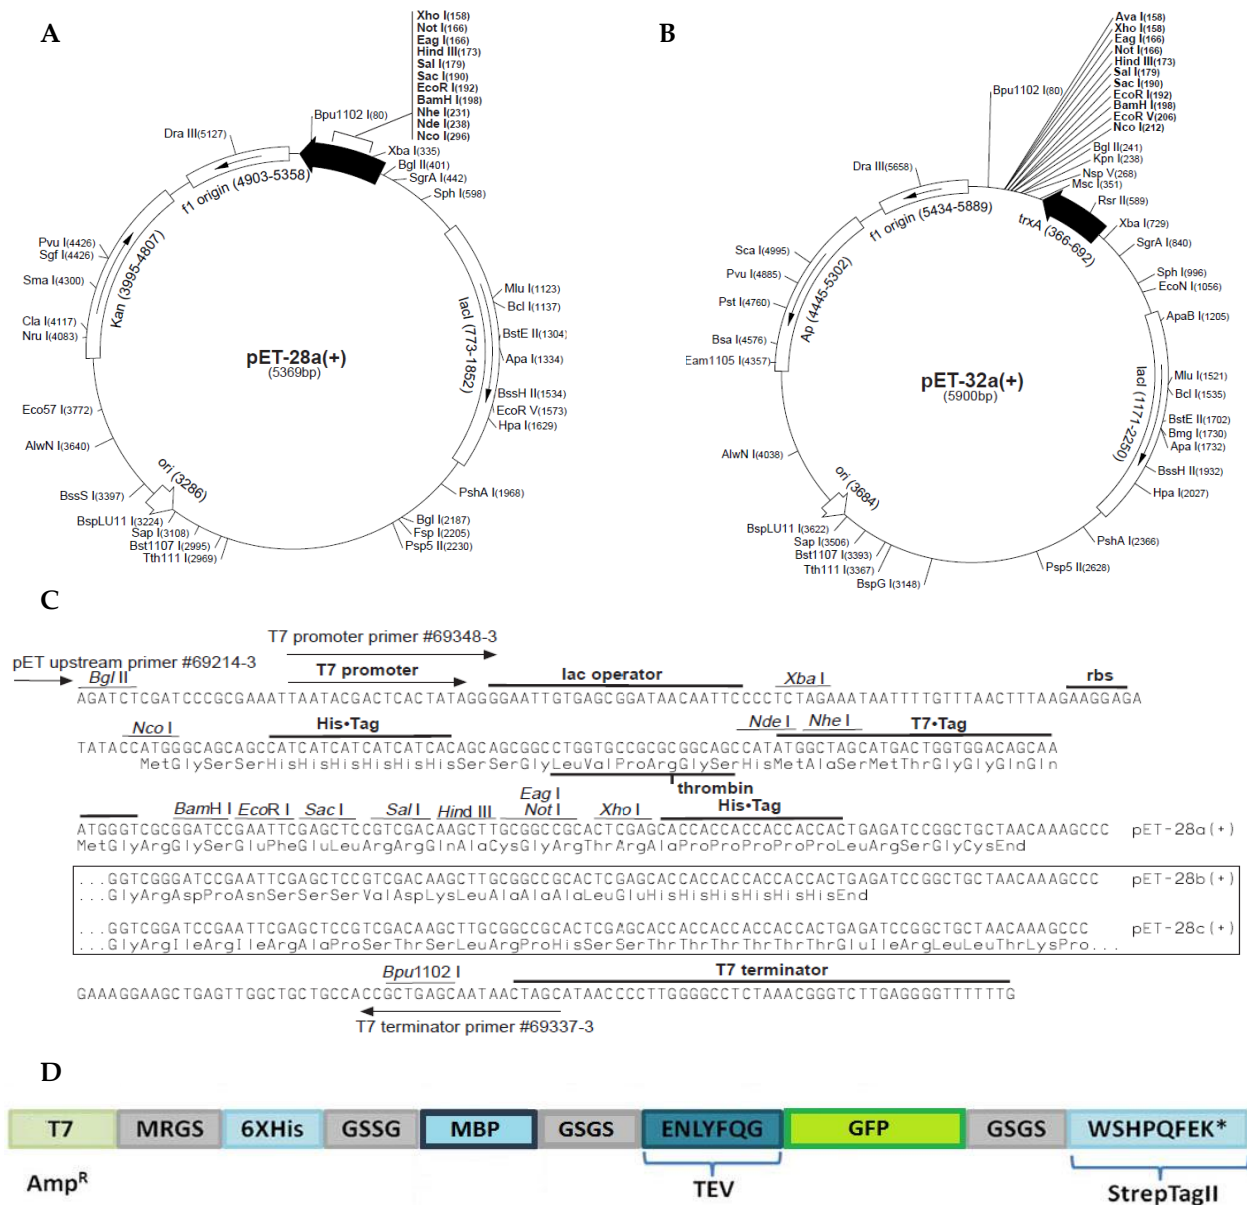 A
Xho I(158)
Not I(166)
Eag I(166)
Hind III(173)
Sal I(179)
Sac I(190)
EcoR I(192)
BamH I(198)
Nhe I(231)
Nde I(238)
Nco I(296)
Bpu1102 I(80)
Dra III(5127)
Xba I(335)
Bgl II(401)
SgrA I(442)
Sph I(598)
f1 origin (4903-5358)
Pvu I(4426)
Sgf I(4426)
Sma I(4300)
Kan (3995-4807)
Cla I(4117)
Nru I(4083)
Mlu I(1123)
Bcl I(1137)
BstE II(1304)
Apa I(1334)
lacI (773-1852)
pET-28a(+)
(5369bp)
BssH II(1534)
EcoR V(1573)
Hpa I(1629)
Eco57 I(3772)
AlwN I(3640)
ori (3286)
BssS I(3397)
BspLU11 I(3224)
Sap I(3108)
Bst1107 I(2995)
Tth111 I(2969)
PshA I(1968)
Bgl I(2187)
Fsp I(2205)
Psp5 II(2230)
B
Ava I(158)
Xho I(158)
Eag I(166)
Not I(166)
Hind III(173)
Sal I(179)
Sac I(190)
EcoR I(192)
BamH I(198)
EcoR V(206)
Nco I(212)
Bpu1102 I(80)
Bgl II(241)
Kpn I(238)
Nsp V(268)
Msc I(351)
Rsr II(589)
Xba I(729)
SgrA I(840)
Sph I(996)
EcoN I(1056)
ApaB I(1205)
Dra III(5658)
f1 origin (5434-5889)
trxA (366-692)
Sca I(4995)
Pvu I(4885)
Pst I(4760)
Ap (4445-5302)
Bsa I(4576)
Eam1105 I(4357)
pET-32a(+)
(5900bp)
lacI (1171-2250)
Mlu I(1521)
Bcl I(1535)
BstE II(1702)
Bmg I(1730)
Apa I(1732)
BssH II(1932)
Hpa I(2027)
AlwN I(4038)
ori (3684)
BspLU11 I(3622)
Sap I(3506)
Bst1107 I(3393)
Tth111 I(3367)
BspG I(3148)
PshA I(2366)
Psp5 II(2628)
C
T7 promoter primer #69348-3
pET upstream primer #69214-3
Bgl II T7 promoter lac operator Xba I rbs
AGATCTCGATCCCGCGAAATTAATACGACTCACTATAGGGGAATTGTGAGCGGATAACAATTCCCCTCTAGAAATAATTTTGTTTAACTTTAAGAAGGAGA
Nco I His•Tag Nde I Nhe I T7•Tag
TATACCATGGGCAGCAGCCATCATCATCATCATCACAGCAGCGGCCTGGTGCCGCGCGGCAGCCATATGGCTAGCATGACTGGTGGACAGCAA
MetGlySerSerHisHisHisHisHisHisSerSerGlyLeuValProArgGlySerHisMetAlaSerMetThrGlyGlyGlnGln
thrombin
BamH I EcoR I Sac I Sal I Hind III Eag I Not I Xho I His•Tag
ATGGGTCGCGGATCCGAATTCGAGCTCCGTCGACAAGCTTGCGGCCGCACTCGAGCACCACCACCACCACCACTGAGATCCGGCTGCTAACAAAGCCC pET-28a(+)
MetGlyArgGlySerGluPheGluLeuArgArgGlnAlaCysGlyArgThrArgAlaProProProProProLeuArgSerGlyCysEnd
...GGTCGGGATCCGAATTCGAGCTCCGTCGACAAGCTTGCGGCCGCACTCGAGCACCACCACCACCACCACTGAGATCCGGCTGCTAACAAAGCCC pET-28b(+)
...GlyArgAspProAsnSerSerSerValAspLysLeuAlaAlaAlaLeuGluHisHisHisHisHisHisEnd
...GGTCGGATCCGAATTCGAGCTCCGTCGACAAGCTTGCGGCCGCACTCGAGCACCACCACCACCACCACTGAGATCCGGCTGCTAACAAAGCCC pET-28c(+)
...GlyArgIleArgIleArgAlaProSerThrSerLeuArgProHisSerSerThrThrThrThrThrThrGluIleArgLeuLeuThrLysPro...
Bpu1102 I T7 terminator
GAAAGGAAGCTGAGTTGGCTGCTGCCACCGCTGAGCAATAACTAGCATAACCCCTTGGGGCCTCTAAACGGGTCTTGAGGGGTTTTTTG
T7 terminator primer #69337-3
D
T7 MRGS 6XHis GSSG MBP GSGS ENLYFQG GFP GSGS WSHPQFEK*
AmpR TEV StrepTagII